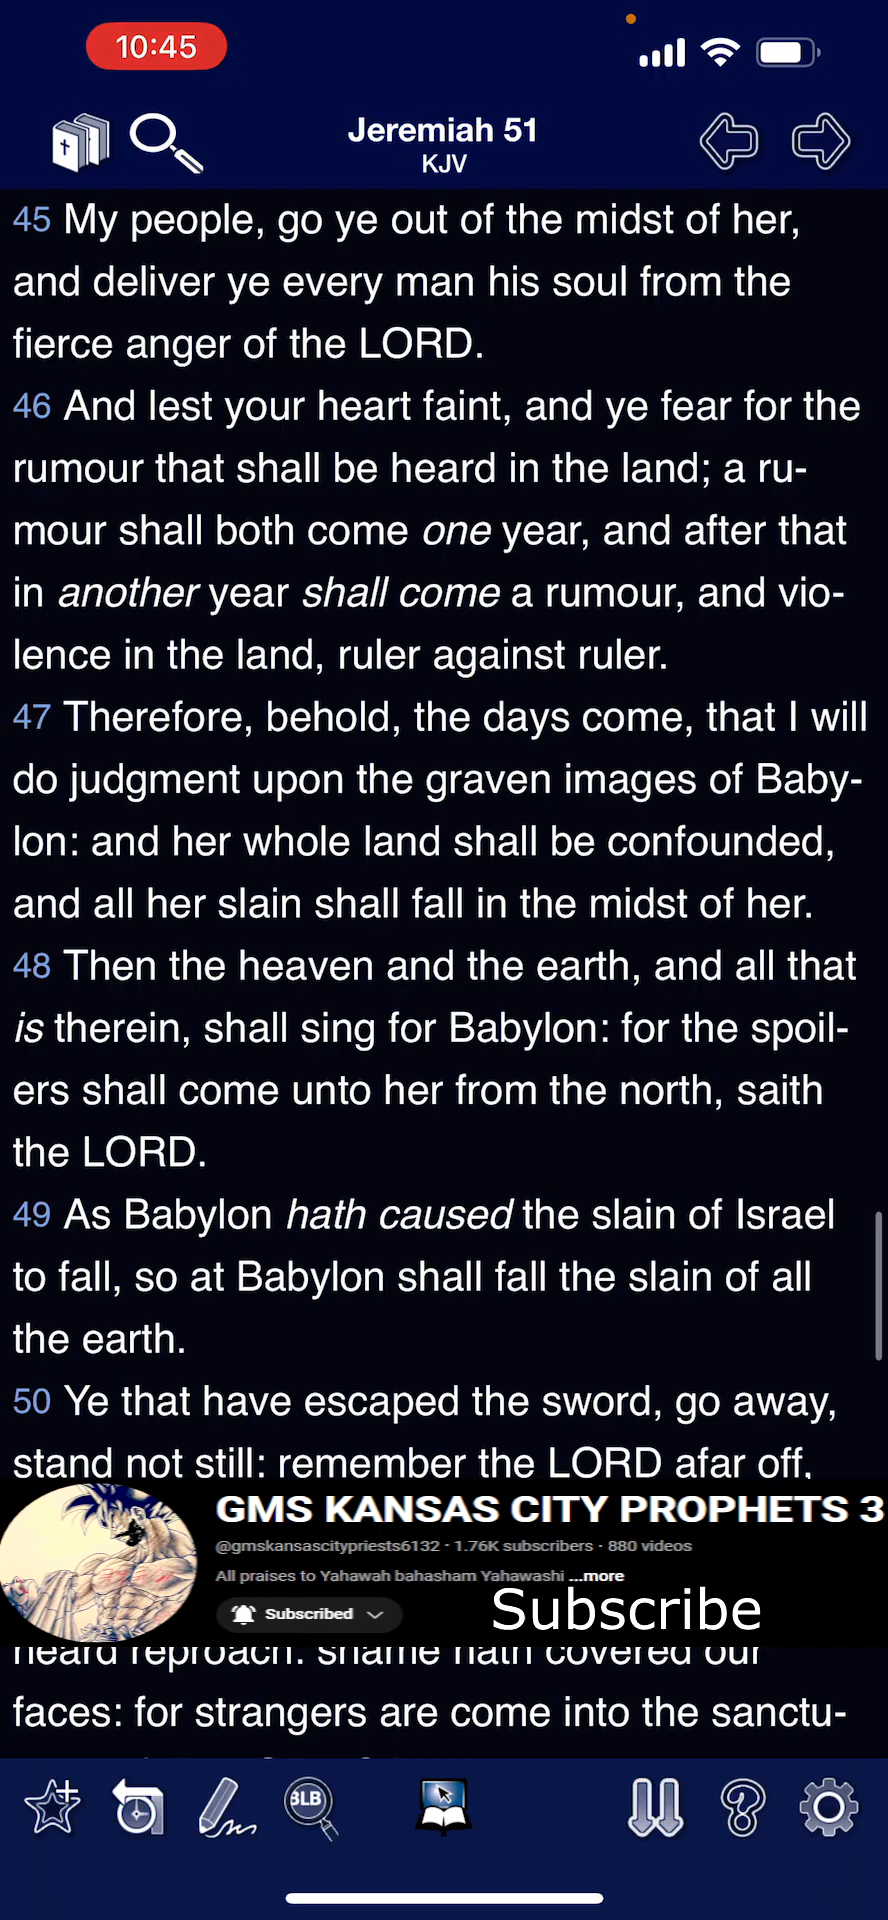 10:45
Jeremiah 51
KJV
45 My people, go ye out of the midst of her,
and deliver ye every man his soul from the
fierce anger of the LORD.
46 And lest your heart faint, and ye fear for the
rumour that shall be heard in the land; a ru-
mour shall both come one year, and after that
in another year shall come a rumour, and vio-
lence in the land, ruler against ruler.
47 Therefore, behold, the days come, that I will
do judgment upon the graven images of Baby-
lon: and her whole land shall be confounded,
and all her slain shall fall in the midst of her.
48 Then the heaven and the earth, and all that
is therein, shall sing for Babylon: for the spoil-
ers shall come unto her from the north, saith
the LORD.
49 As Babylon hath caused the slain of Israel
to fall, so at Babylon shall fall the slain of all
the earth.
50 Ye that have escaped the sword, go away,
stand not still: remember the LORD afar off,
GMS KANSAS CITY PROPHETS 3
@gmskansascitypriests6132 · 1.76K subscribers · 880 videos
All praises to Yahawah bahasham Yahawashi ...more
Subscribed
Subscribe
heard reproach: shame hath covered our
faces: for strangers are come into the sanctu-
BLB